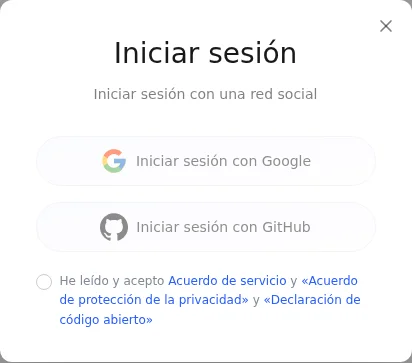 Iniciar sesión
Iniciar sesión con una red social
Iniciar sesión con Google
Iniciar sesión con GitHub
He leído y acepto Acuerdo de servicio y «Acuerdo
de protección de la privacidad» y «Declaración de
código abierto»